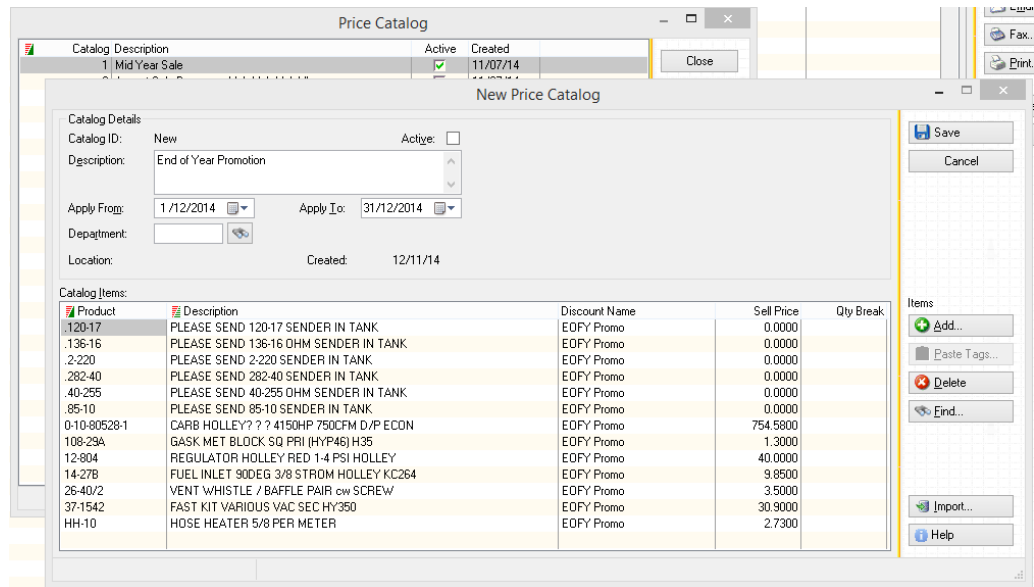 Price Catalog
Catalog Description Active Created
1 Mid Year Sale 11/07/14
Close
Fax..
Print.
New Price Catalog
Catalog Details
Catalog ID: New Active:
Description: End of Year Promotion
Apply From: 1 /12/2014 Apply To: 31/12/2014
Department:
Location: Created: 12/11/14
Save
Cancel
Catalog Items:
Product Description Discount Name Sell Price Qty Break
.120-17 PLEASE SEND 120-17 SENDER IN TANK EOFY Promo 0.0000
.136-16 PLEASE SEND 136-16 OHM SENDER IN TANK EOFY Promo 0.0000
.2-220 PLEASE SEND 2-220 SENDER IN TANK EOFY Promo 0.0000
.282-40 PLEASE SEND 282-40 SENDER IN TANK EOFY Promo 0.0000
.40-255 PLEASE SEND 40-255 OHM SENDER IN TANK EOFY Promo 0.0000
.85-10 PLEASE SEND 85-10 SENDER IN TANK EOFY Promo 0.0000
0-10-80528-1 CARB HOLLEY? ? ? 4150HP 750CFM D/P ECON EOFY Promo 754.5800
108-29A GASK MET BLOCK SQ PRI (HYP46) H35 EOFY Promo 1.3000
12-804 REGULATOR HOLLEY RED 1-4 PSI HOLLEY EOFY Promo 40.0000
14-27B FUEL INLET 90DEG 3/8 STROM HOLLEY KC264 EOFY Promo 9.8500
26-40/2 VENT WHISTLE / BAFFLE PAIR cw SCREW EOFY Promo 3.5000
37-1542 FAST KIT VARIOUS VAC SEC HY350 EOFY Promo 30.9000
HH-10 HOSE HEATER 5/8 PER METER EOFY Promo 2.7300
Items
Add...
Paste Tags...
Delete
Find...
Import...
Help